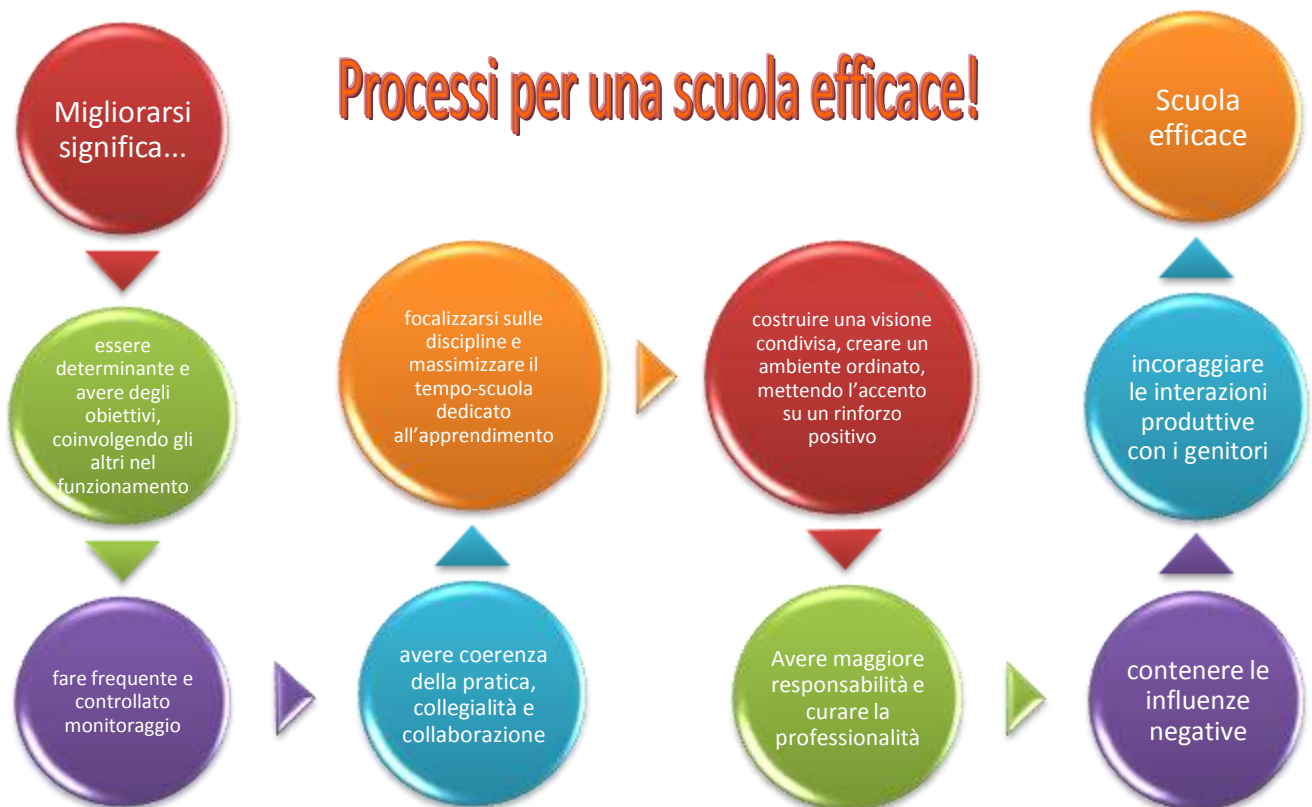 Processi per una scuola efficace!
Migliorarsi
significa...
essere
determinante e
avere degli
obiettivi,
coinvolgendo gli
altri nel
funzionamento
fare frequente e
controllato
monitoraggio
avere coerenza
della pratica,
collegialità e
collaborazione
focalizzarsi sulle
discipline e
massimizzare il
tempo-scuola
dedicato
all’apprendimento
costruire una visione
condivisa, creare un
ambiente ordinato,
mettendo l’accento
su un rinforzo
positivo
Avere maggiore
responsabilità e
curare la
professionalità
contenere le
influenze
negative
incoraggiare
le interazioni
produttive
con i genitori
Scuola
efficace